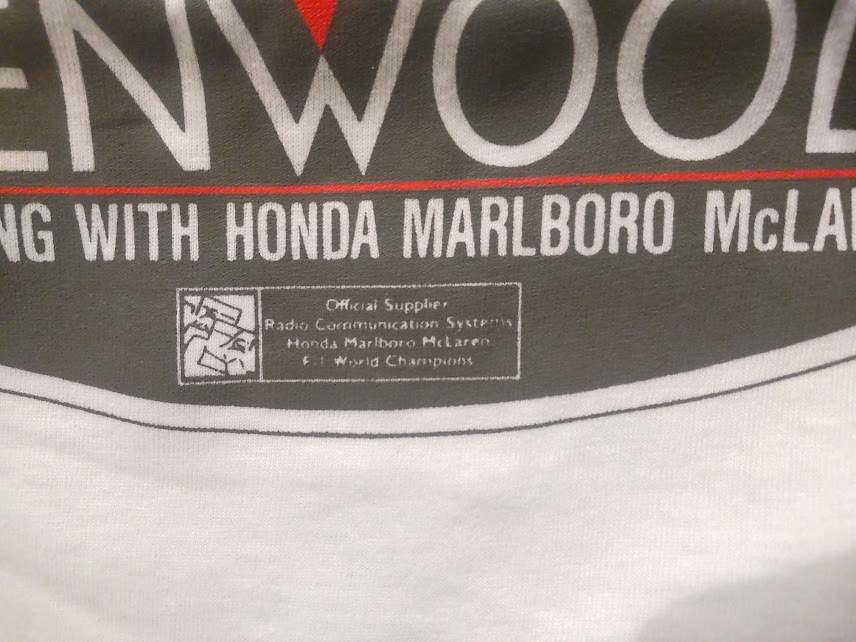 ENWOOD
NG WITH HONDA MARLBORO McLA
Official Supplier
Radio Communication Systems
Honda Marlboro McLaren
F-1 World Champions